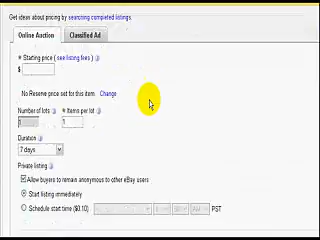 Get ideas about pricing by searching completed listings.
Online Auction Classified Ad
* Starting price ( see listing fees )
$
No Reserve price set for this item. Change
Number of lots * Items per lot
1 1
Duration
7 days
Private listing
Allow buyers to remain anonymous to other eBay users
Start listing immediately
Schedule start time ($0.10) PST